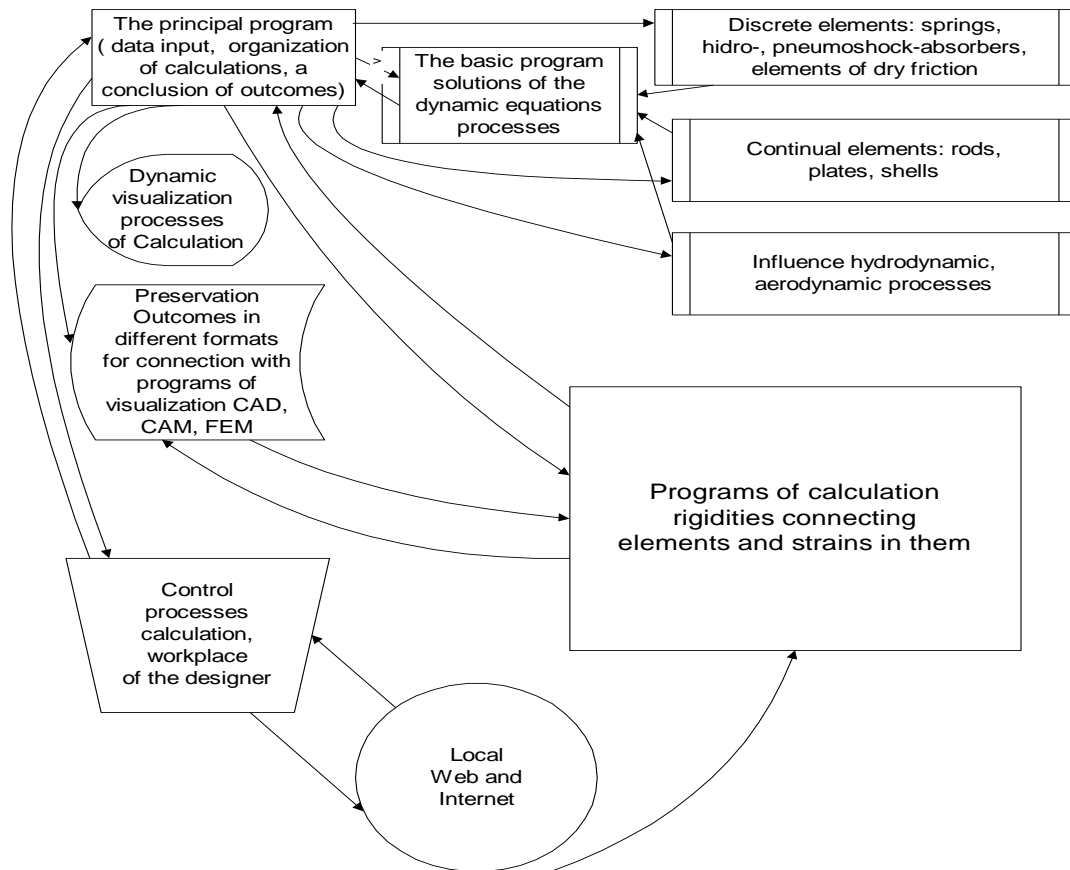 The principal program
( data input,  organization
of calculations, a
conclusion of outcomes)
>
The basic program
solutions of the
dynamic equations
processes
Discrete elements: springs,
hidro-, pneumoshock-absorbers,
elements of dry friction
Continual elements: rods,
plates, shells
Influence hydrodynamic,
aerodynamic processes
Dynamic
visualization
processes
of Calculation
Preservation
Outcomes in
different formats
for connection with
programs of
visualization CAD,
CAM, FEM
Programs of calculation
rigidities connecting
elements and strains in them
Control
processes
calculation,
workplace
of the designer
Local
Web and
Internet